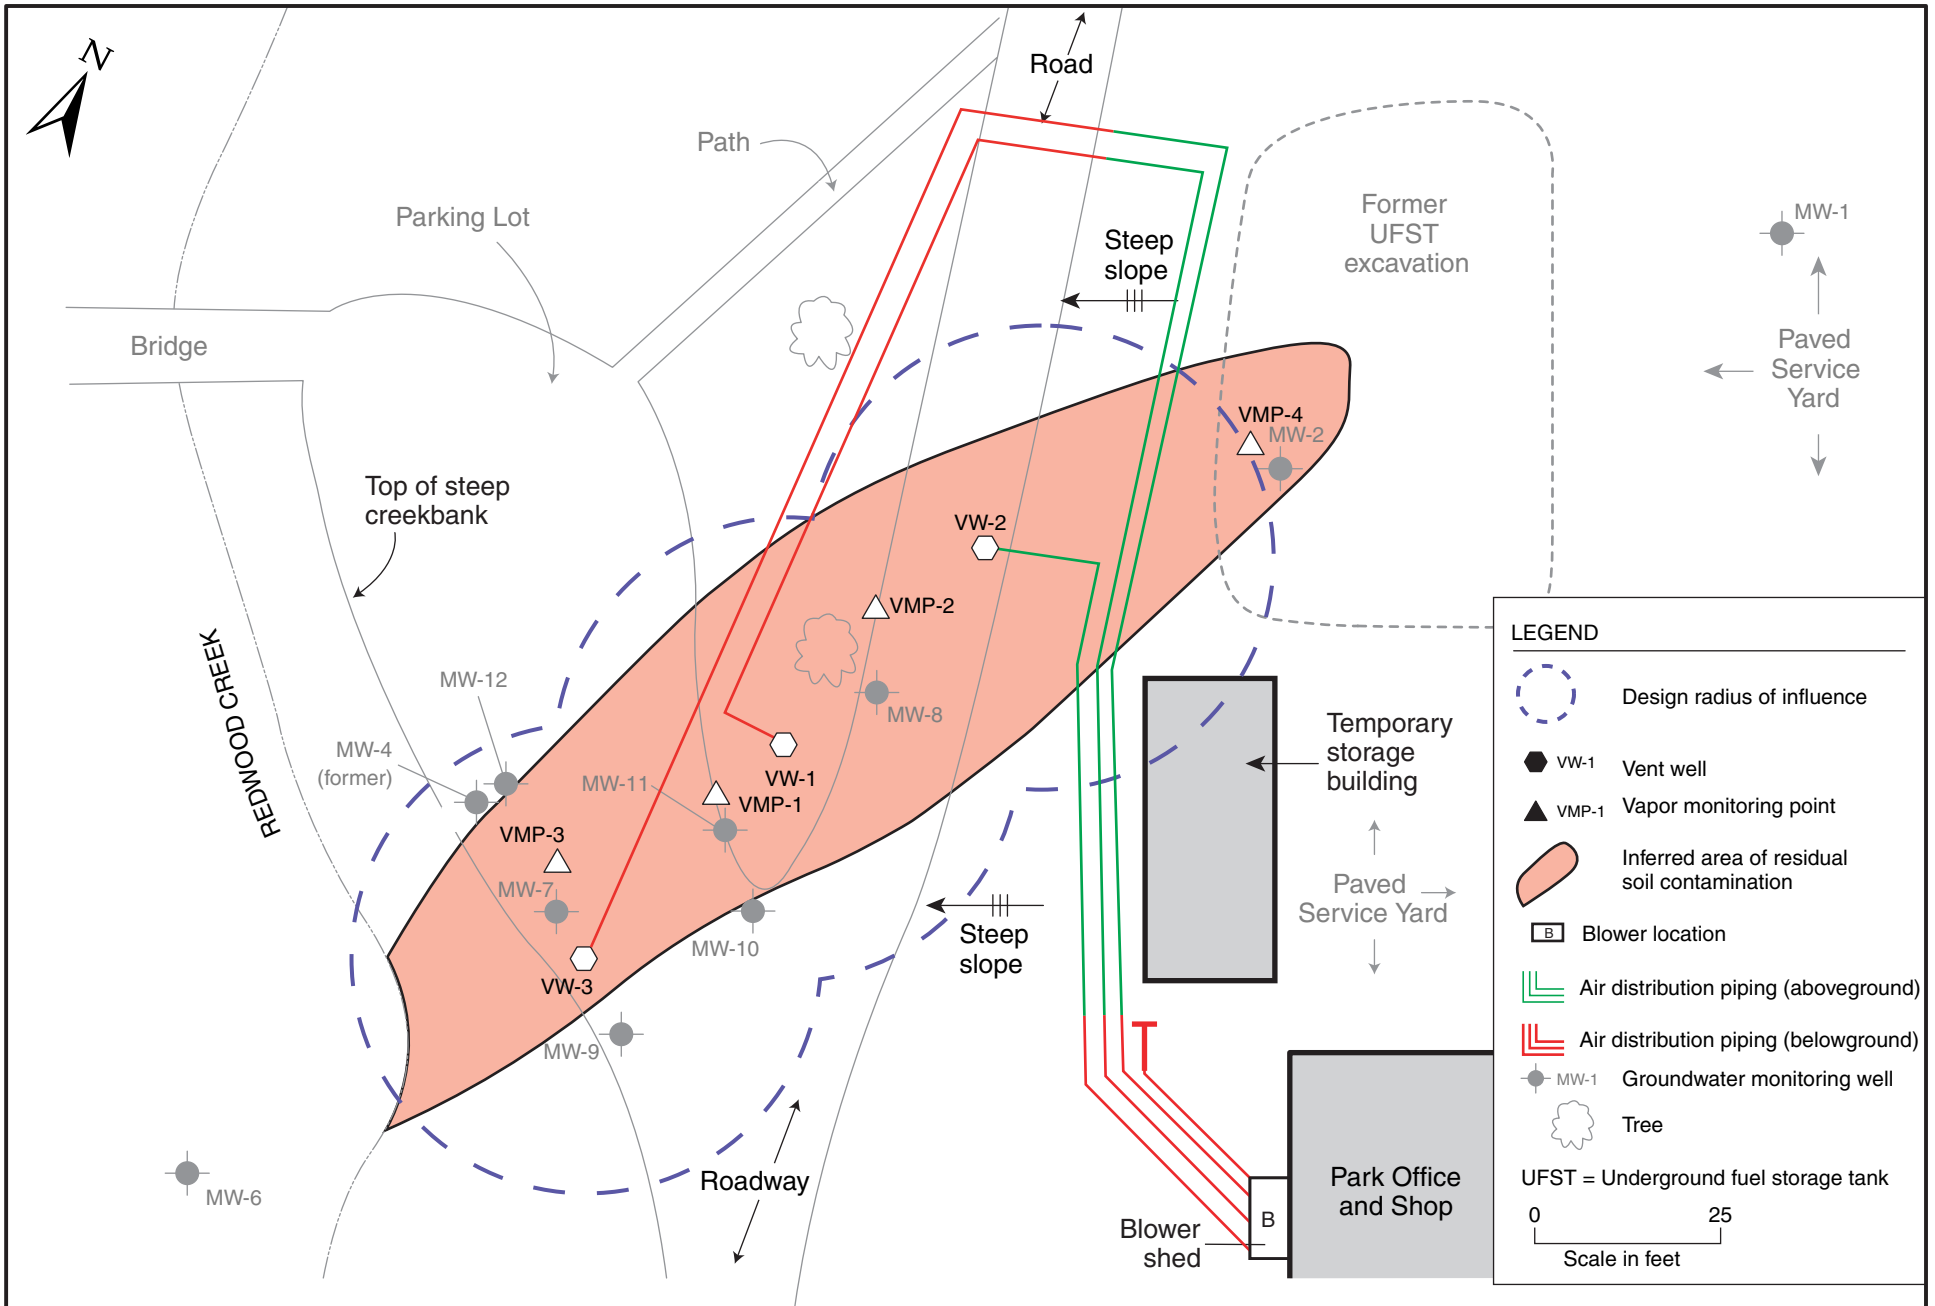 N
Road
Path
Parking Lot
Steep
slope
Former
UFST
excavation
MW-1
Paved
Service
Yard
Bridge
VMP-4
MW-2
Top of steep
creekbank
VW-2
VMP-2
REDWOOD CREEK
MW-12
MW-8
MW-4
(former)
VW-1
MW-11
VMP-1
VMP-3
MW-7
VW-3
MW-10
Steep
slope
Temporary
storage
building
Paved
Service Yard
MW-9
MW-6
Roadway
Blower
shed
B
Park Office
and Shop
LEGEND
Design radius of influence
VW-1 Vent well
VMP-1 Vapor monitoring point
Inferred area of residual
soil contamination
B Blower location
Air distribution piping (aboveground)
Air distribution piping (belowground)
MW-1 Groundwater monitoring well
Tree
UFST = Underground fuel storage tank
0 25
Scale in feet